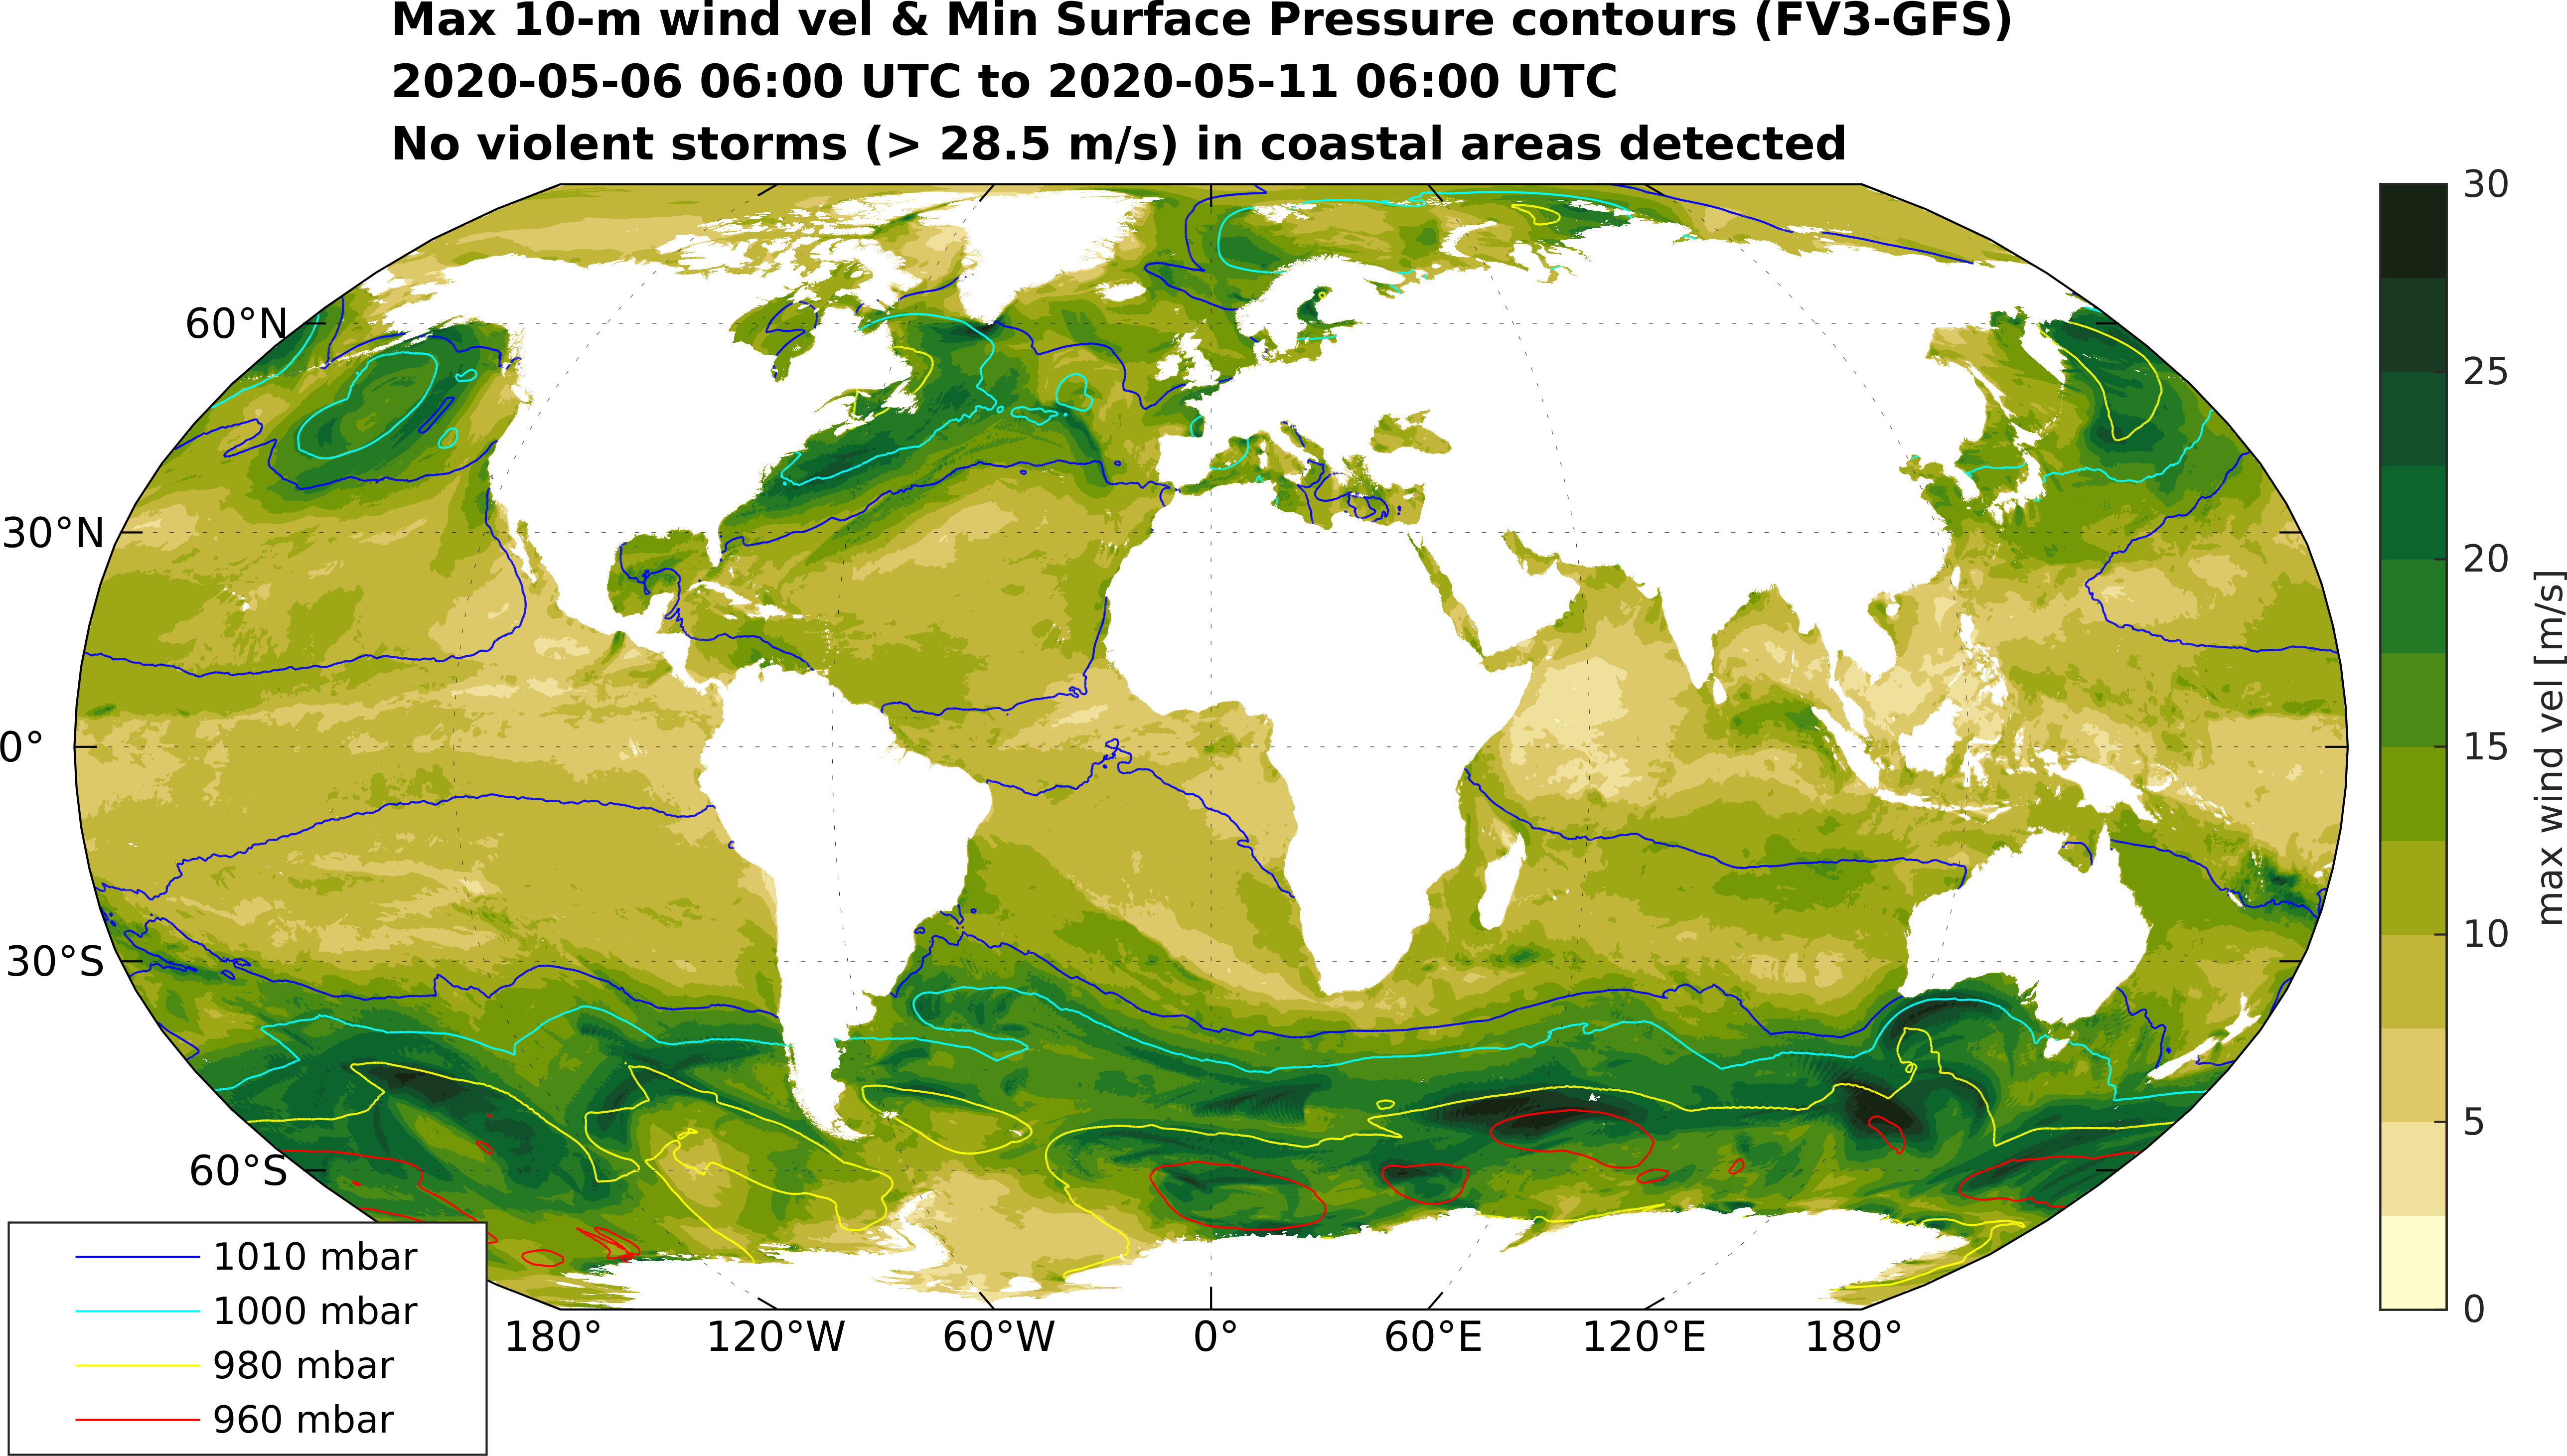 Max 10-m wind vel & Min Surface Pressure contours (FV3-GFS)
2020-05-06 06:00 UTC to 2020-05-11 06:00 UTC
No violent storms (> 28.5 m/s) in coastal areas detected
60°N
30°N
0°
30°S
60°S
180°
120°W
60°W
0°
60°E
120°E
180°
1010 mbar
1000 mbar
980 mbar
960 mbar
30
25
20
15
10
5
0
max wind vel [m/s]